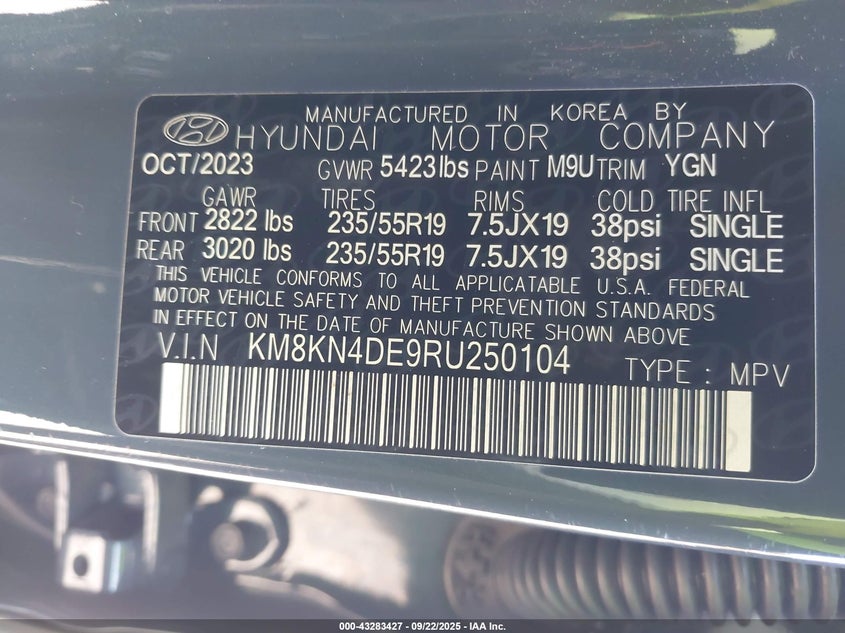 MANUFACTURED IN KOREA BY
HYUNDAI MOTOR COMPANY
OCT/2023 GVWR 5423lbs PAINT M9U TRIM YGN
GAWR TIRES RIMS COLD TIRE INFL
FRONT 2822 lbs 235/55R19 7.5JX19 38psi SINGLE
REAR 3020 lbs 235/55R19 7.5JX19 38psi SINGLE
THIS VEHICLE CONFORMS TO ALL APPLICATABLE U.S.A. FEDERAL
MOTOR VEHICLE SAFETY AND THEFT PREVENTION STANDARDS
IN EFFECT ON THE DATE OF MANUFACTURE SHOWN ABOVE
V.I.N KM8KN4DE9RU250104 TYPE : MPV
000-43283427 - 09/22/2025 - IAA Inc.